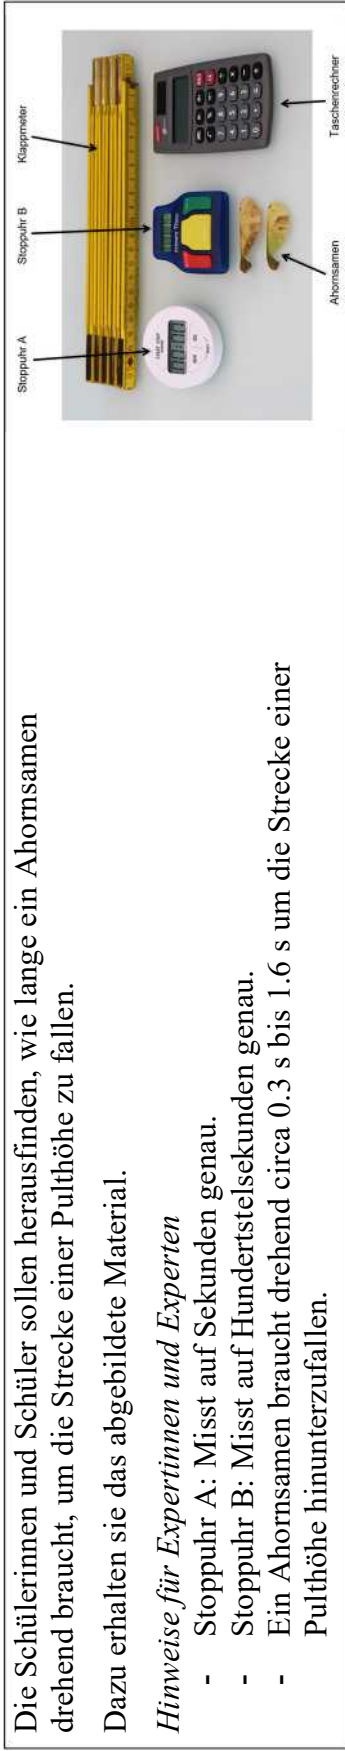 Die Schülerinnen und Schüler sollen herausfinden, wie lange ein Ahornsamen
drehend braucht, um die Strecke einer Pulthöhe zu fallen.
Dazu erhalten sie das abgebildete Material.
Hinweise für Expertinnen und Experten
- Stoppuhr A: Misst auf Sekunden genau.
- Stoppuhr B: Misst auf Hundertstelsekunden genau.
- Ein Ahornsamen braucht drehend circa 0.3 s bis 1.6 s um die Strecke einer
Pulthöhe hinunterzufallen.
Stoppuhr A
Stoppuhr B
Klappmeter
Ahornsamen
Taschenrechner